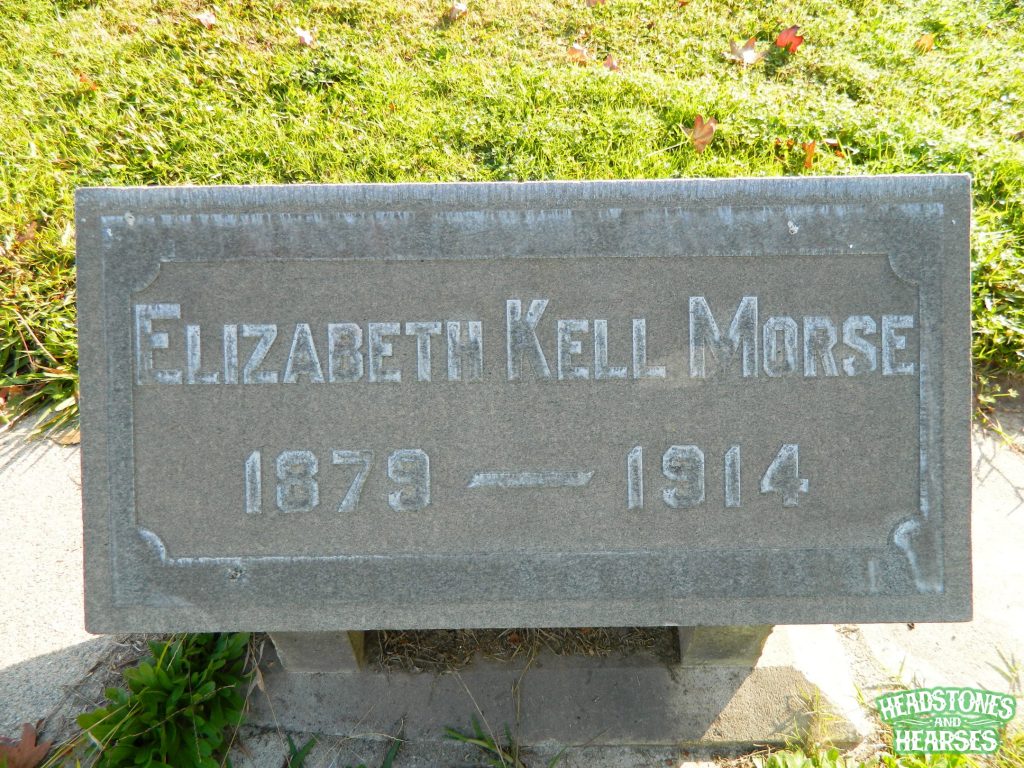 ELIZABETH KELL MORSE
1879 — 1914
HEADSTONES
AND
HEARSES